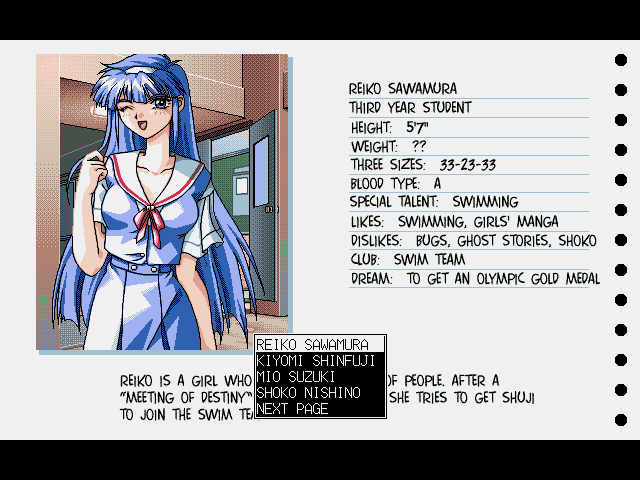 REIKO SAWAMURA
THIRD YEAR STUDENT
HEIGHT: 5'7"
WEIGHT: ??
THREE SIZES: 33-23-33
BLOOD TYPE: A
SPECIAL TALENT: SWIMMING
LIKES: SWIMMING, GIRLS' MANGA
DISLIKES: BUGS, GHOST STORIES, SHOKO
CLUB: SWIM TEAM
DREAM: TO GET AN OLYMPIC GOLD MEDAL
REIKO SAWAMURA
KIYOMI SHINFUJI
MIO SUZUKI
SHOKO NISHINO
NEXT PAGE
REIKO IS A GIRL WHO OF PEOPLE. AFTER A
"MEETING OF DESTINY" SHE TRIES TO GET SHUJI
TO JOIN THE SWIM